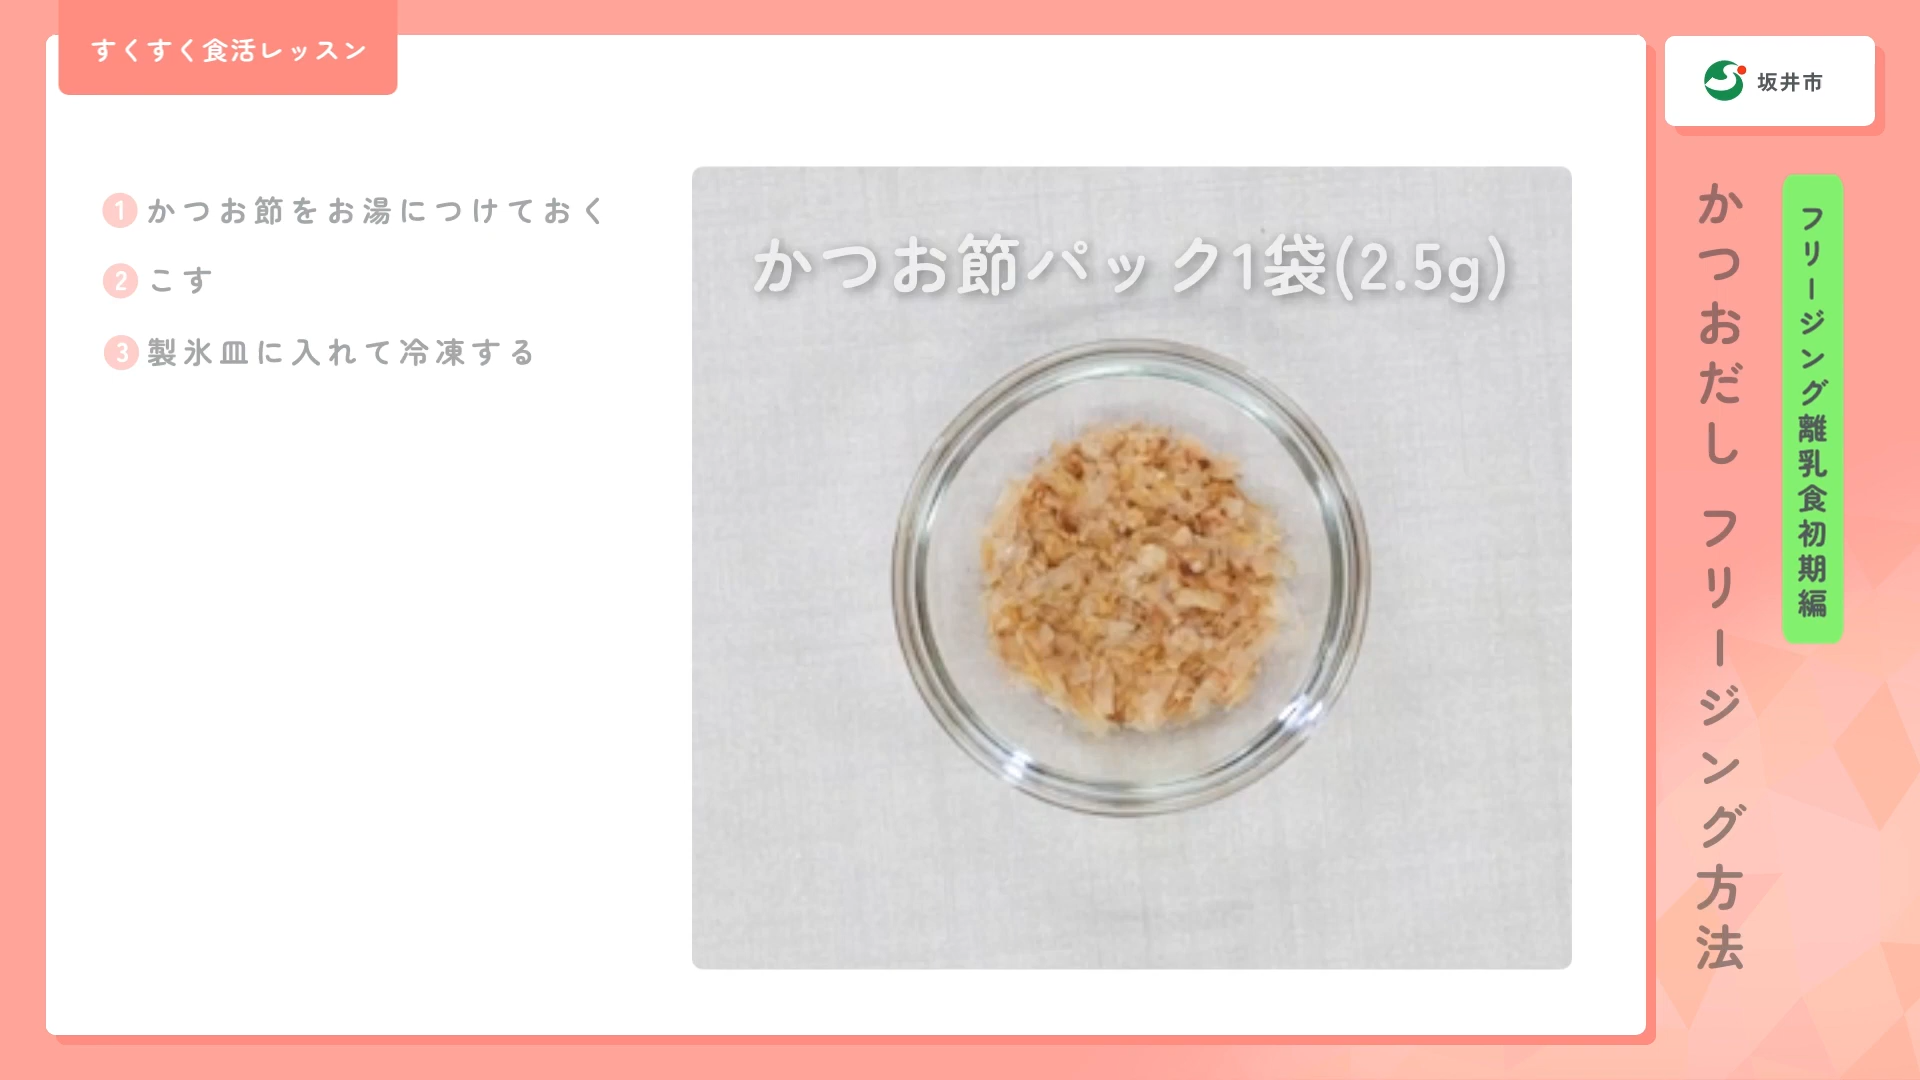 すくすく食活レッスン
坂井市
フリージング離乳食初期編
かつおだし フリージング方法
1 かつお節をお湯につけておく
2 こす
3 製氷皿に入れて冷凍する
かつお節パック1袋(2.5g)